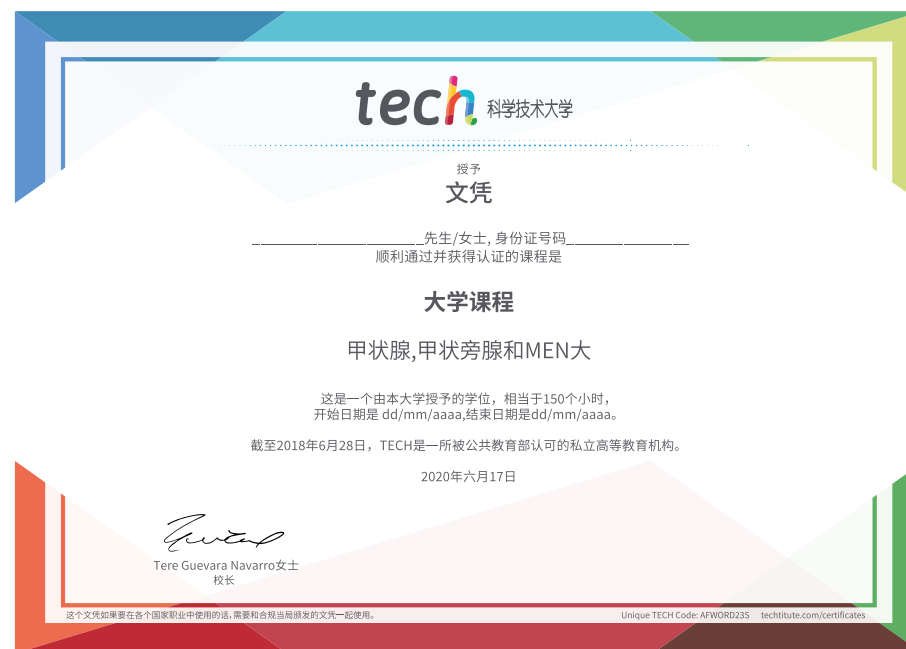 tech 科学技术大学
授予
文凭
______________________先生/女士, 身份证号码_______________
顺利通过并获得认证的课程是
大学课程
甲状腺,甲状旁腺和MEN大
这是一个由本大学授予的学位，相当于150个小时，
开始日期是 dd/mm/aaaa,结束日期是dd/mm/aaaa。
截至2018年6月28日，TECH是一所被公共教育部认可的私立高等教育机构。
2020年六月17日
Tere Guevara Navarro女士
校长
这个文凭如果要在各个国家职业中使用的话,需要和合规当局颁发的文凭一起使用。
Unique TECH Code: AFWORD23S techtitute.com/certificates